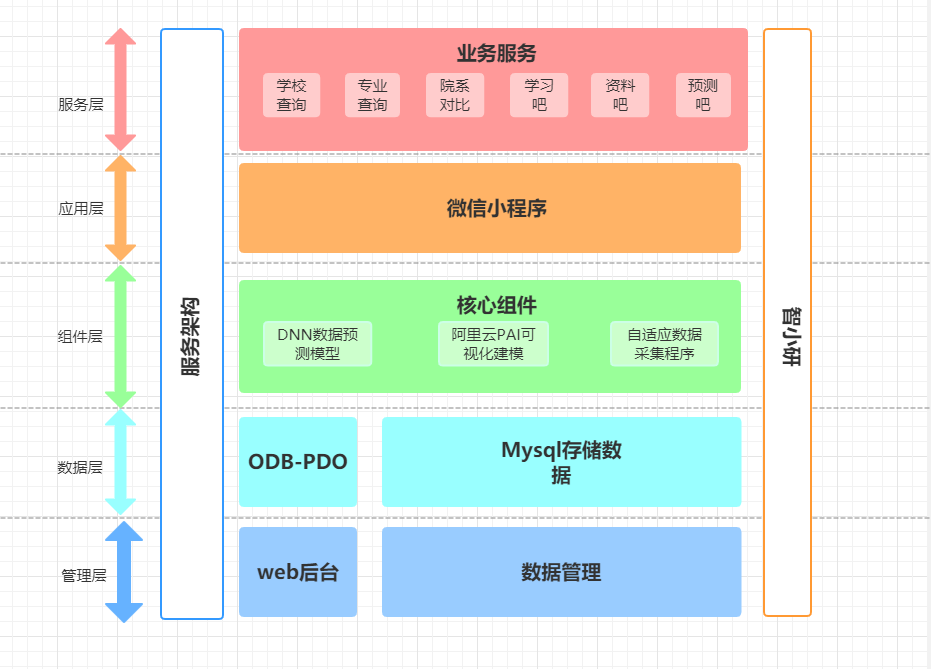 服务层
应用层
组件层
数据层
管理层
服务架构
业务服务
学校
查询
专业
查询
院系
对比
学习
吧
资料
吧
预测
吧
微信小程序
核心组件
DNN数据预
测模型
阿里云PAI可
视化建模
自适应数据
采集程序
ODB-PDO
Mysql存储数
据
web后台
数据管理
智小研